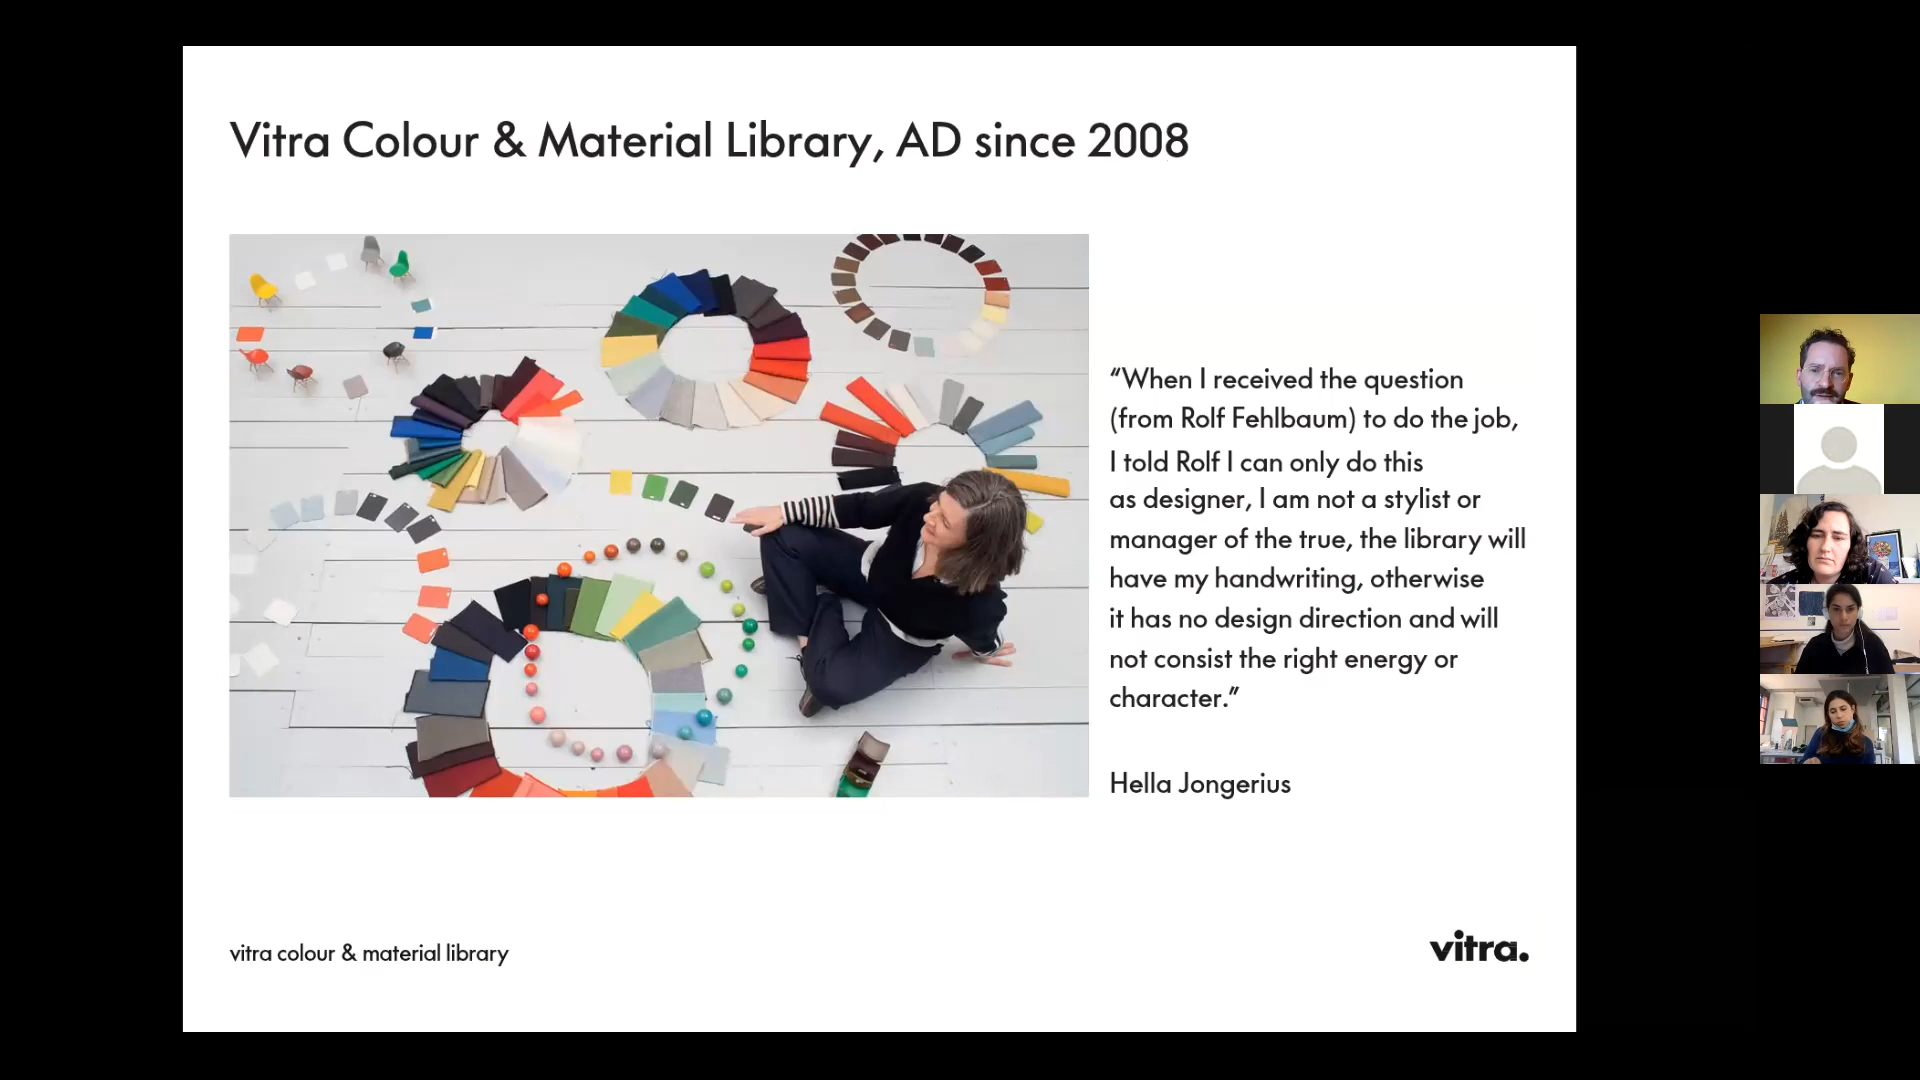 Vitra Colour & Material Library, AD since 2008
“When I received the question
(from Rolf Fehlbaum) to do the job,
I told Rolf I can only do this
as designer, I am not a stylist or
manager of the true, the library will
have my handwriting, otherwise
it has no design direction and will
not consist the right energy or
character.”
Hella Jongerius
vitra colour & material library
vitra.